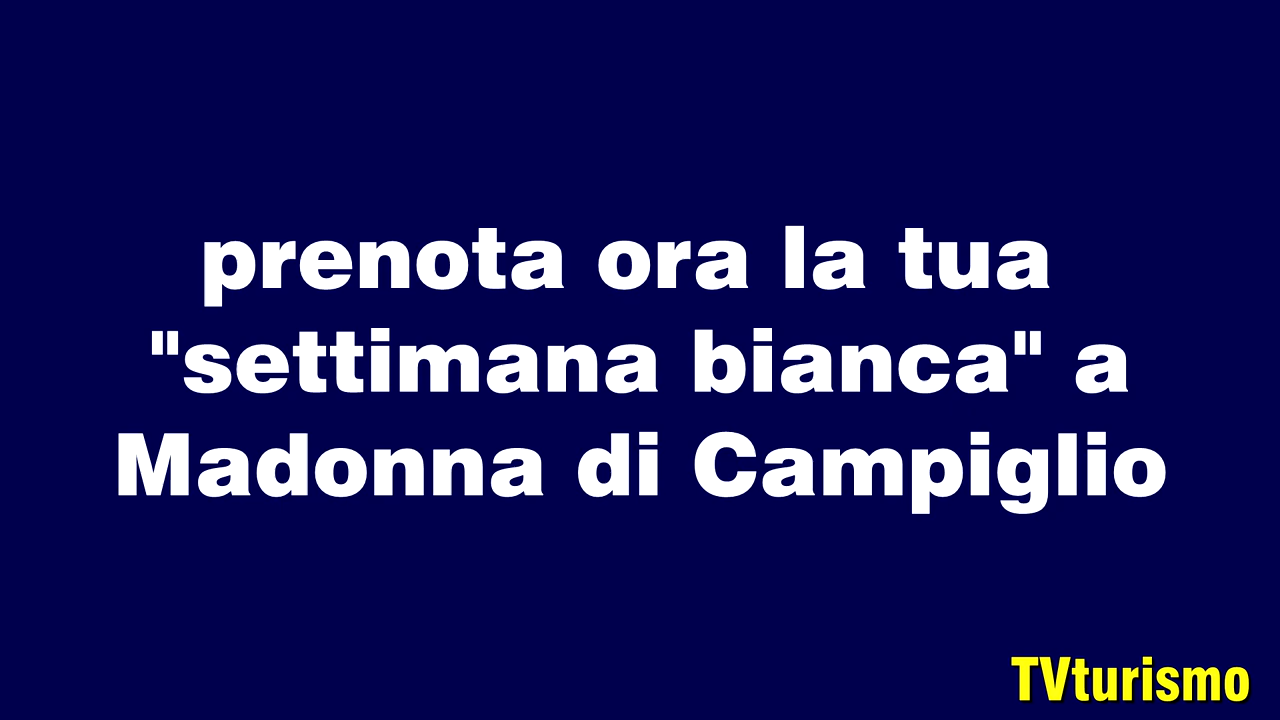 prenota ora la tua
"settimana bianca" a
Madonna di Campiglio
TVturismo